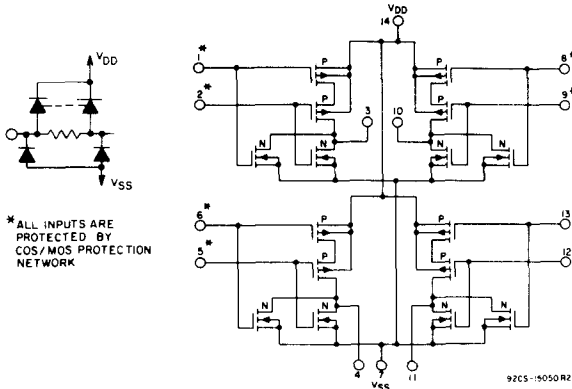 VDD
14
1*
P
P
8*
VDD
2*
P
P
9*
3
10
N
N
N
N
VSS
* ALL INPUTS ARE
PROTECTED BY
COS/MOS PROTECTION
NETWORK
6*
P
P
13
5*
P
P
12
N
N
N
N
4
7
11
VSS
92CS-15050R2